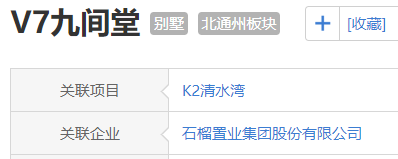 V7九间堂 别墅 北通州板块 + [收藏]
关联项目 K2清水湾
关联企业 石榴置业集团股份有限公司